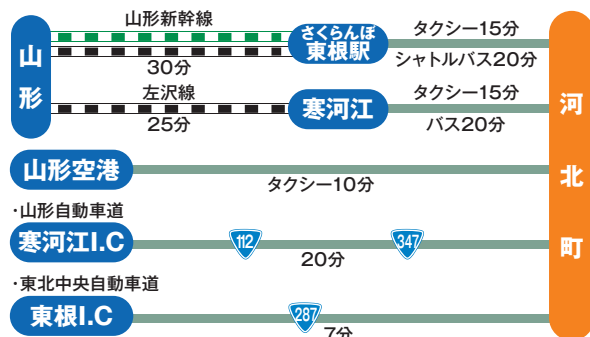 山形新幹線
山形
30分
さくらんぼ
東根駅
タクシー15分
シャトルバス20分
左沢線
25分
寒河江
タクシー15分
バス20分
河北町
山形空港
タクシー10分
・山形自動車道
寒河江I.C
112
347
20分
・東北中央自動車道
東根I.C
287
7分